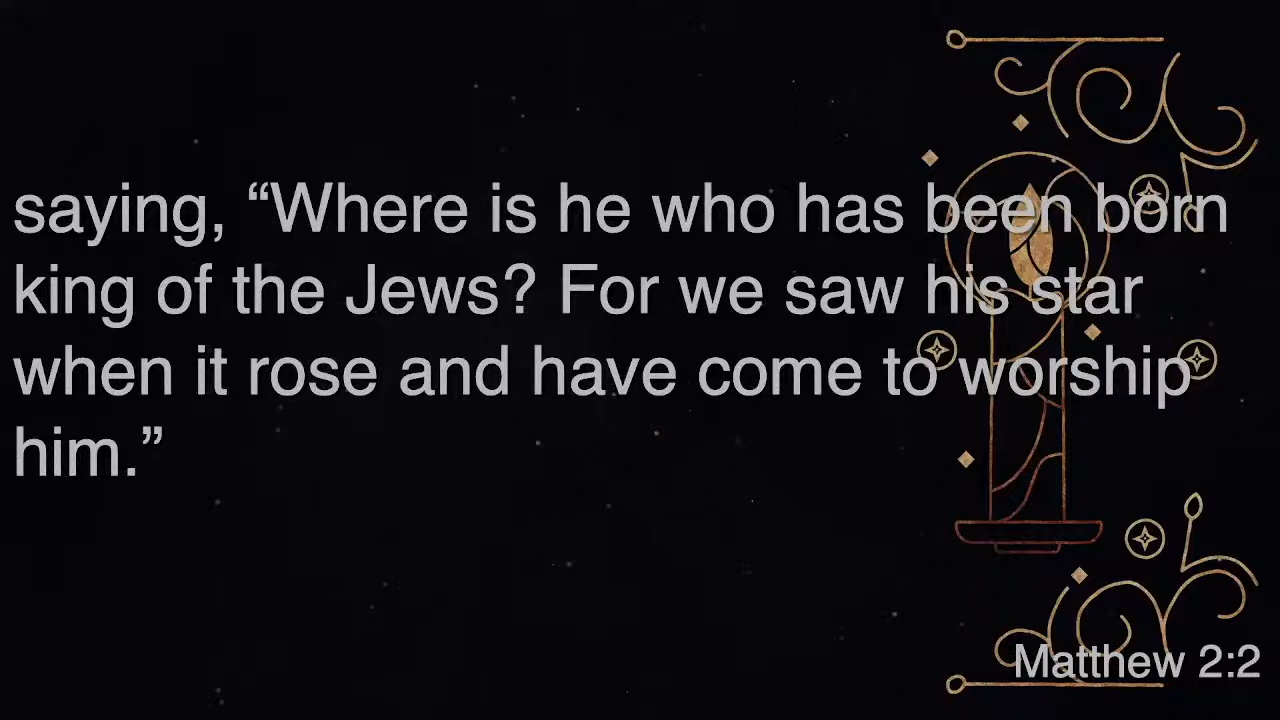 saying, “Where is he who has been born
king of the Jews? For we saw his star
when it rose and have come to worship
him.”
Matthew 2:2